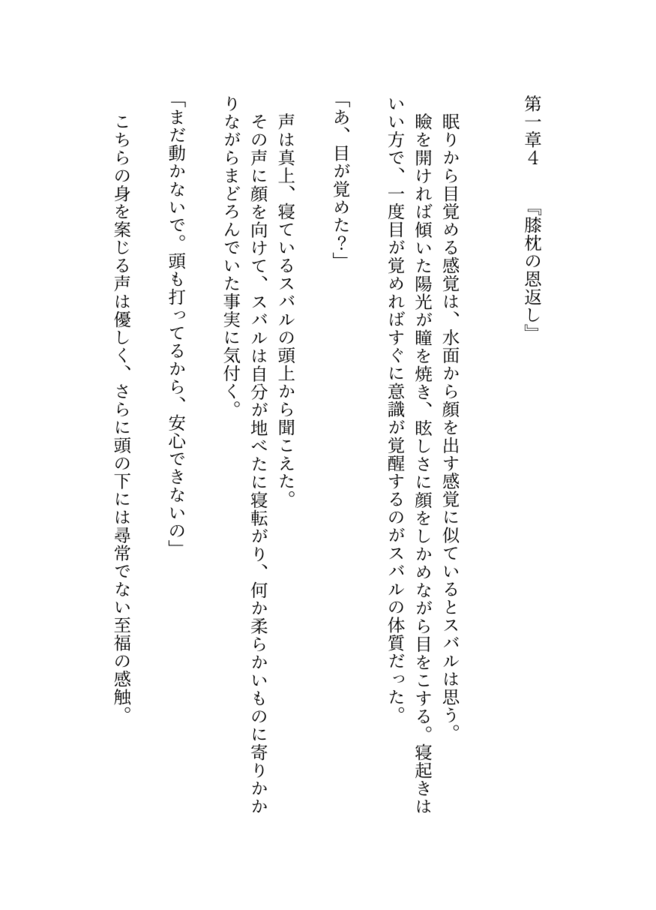 第一章４　　『膝枕の恩返し』
　眠りから目覚める感覚は、水面から顔を出す感覚に似ているとスバルは思う。
　瞼を開ければ傾いた陽光が瞳を焼き、眩しさに顔をしかめながら目をこする。寝起きは
いい方で、一度目が覚めればすぐに意識が覚醒するのがスバルの体質だった。
「あ、目が覚めた？」
　声は真上、寝ているスバルの頭上から聞こえた。
　その声に顔を向けて、スバルは自分が地べたに寝転がり、何か柔らかいものに寄りかか
りながらまどろんでいた事実に気付く。
「まだ動かないで。頭も打ってるから、安心できないの」
　こちらの身を案じる声は優しく、さらに頭の下には尋常でない至福の感触。